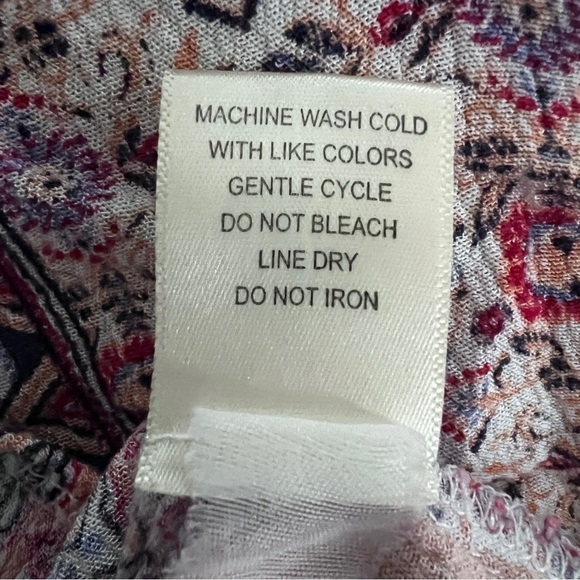 MACHINE WASH COLD
WITH LIKE COLORS
GENTLE CYCLE
DO NOT BLEACH
LINE DRY
DO NOT IRON